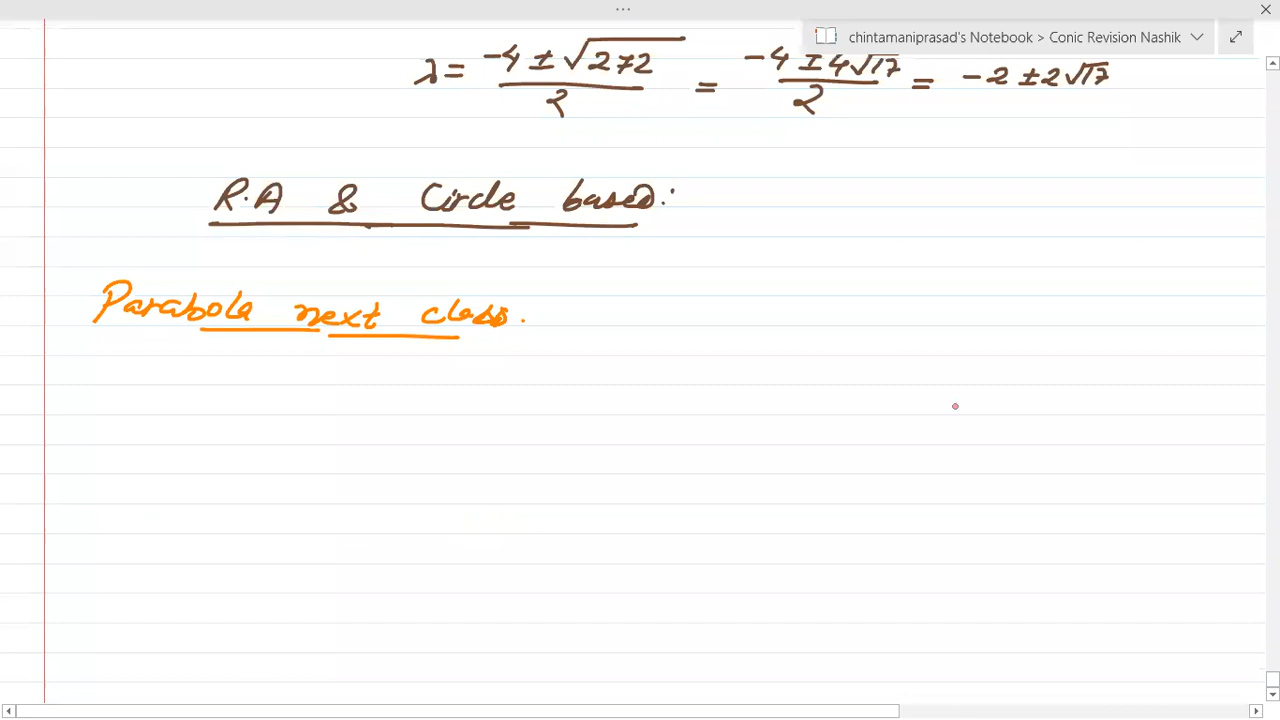 chintamaniprasad's Notebook > Conic Revision Nashik
λ = (-4 ± √272)/2 = (-4 ± 4√17)/2 = -2 ± 2√17
R.A & Circle based:
Parabola next class.